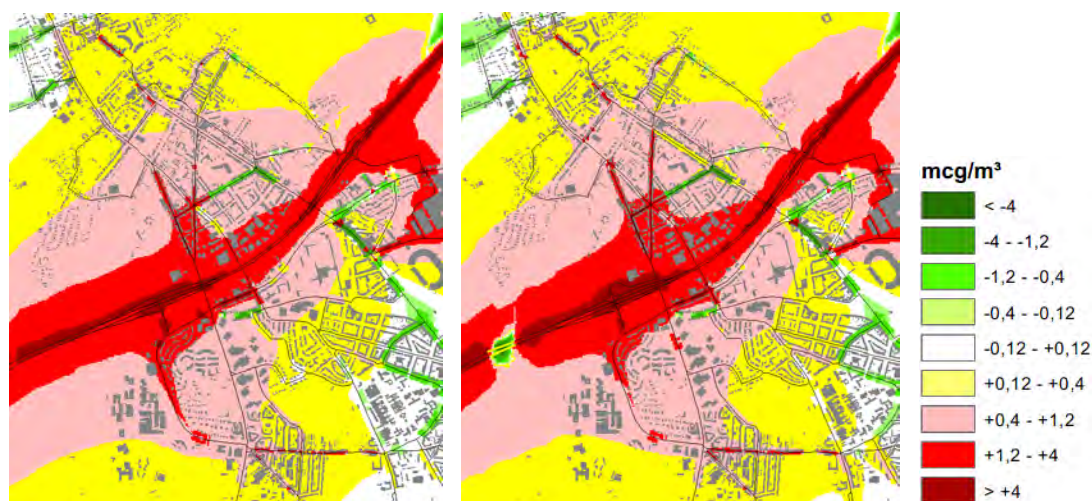 mcg/m³
< -4
-4 - -1,2
-1,2 - -0,4
-0,4 - -0,12
-0,12 - +0,12
+0,12 - +0,4
+0,4 - +1,2
+1,2 - +4
> +4